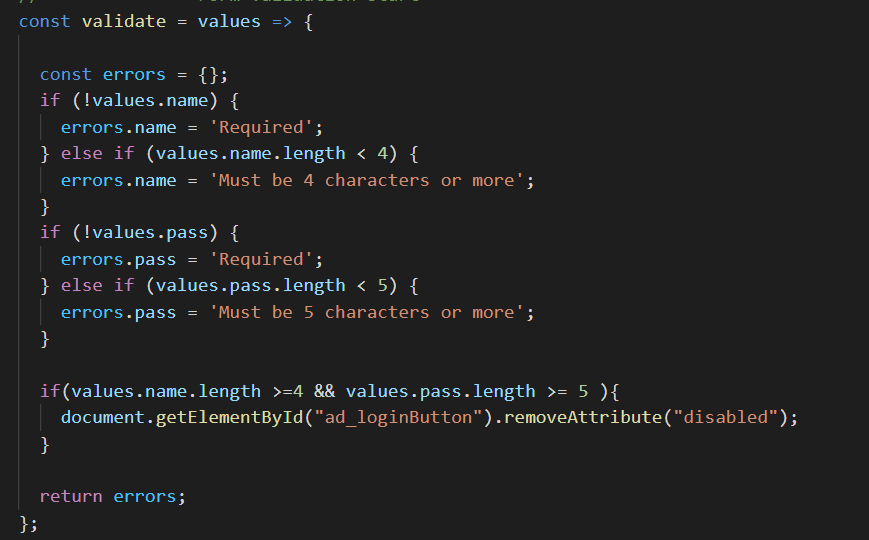 const validate = values => {
const errors = {};
if (!values.name) {
errors.name = 'Required';
} else if (values.name.length < 4) {
errors.name = 'Must be 4 characters or more';
}
if (!values.pass) {
errors.pass = 'Required';
} else if (values.pass.length < 5) {
errors.pass = 'Must be 5 characters or more';
}
if(values.name.length >=4 && values.pass.length >= 5 ){
document.getElementById("ad_loginButton").removeAttribute("disabled");
}
return errors;
};